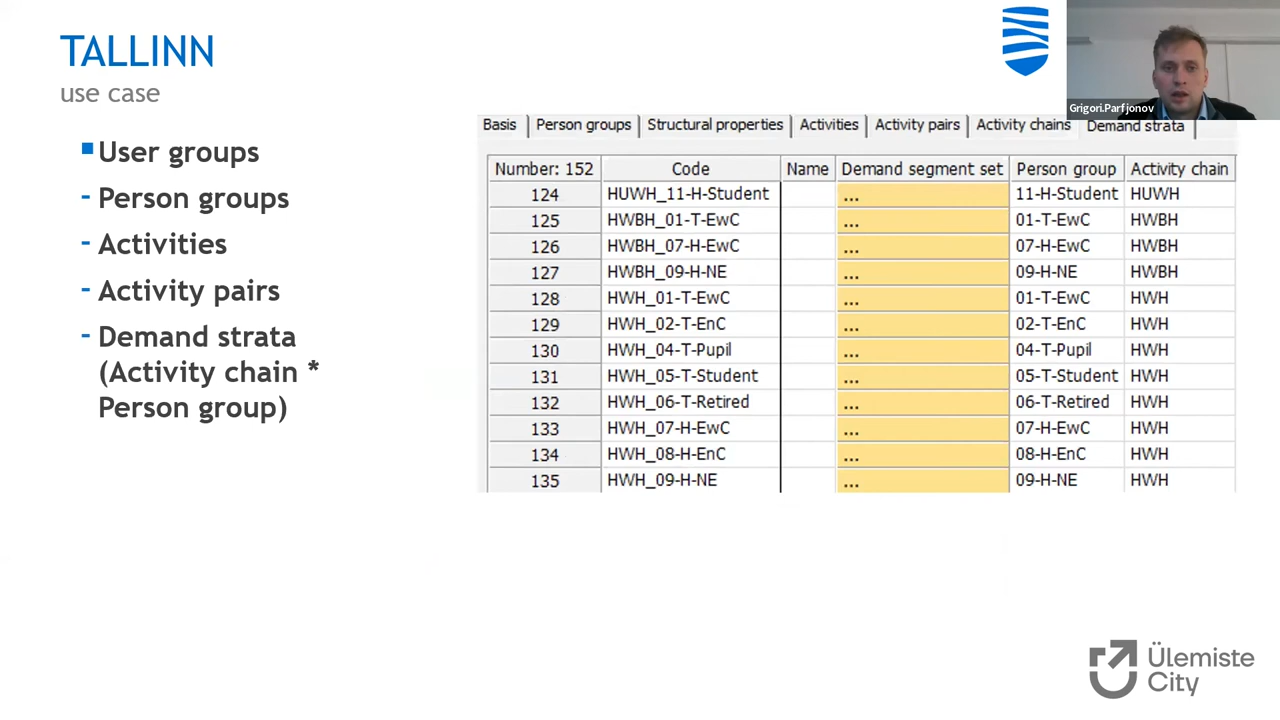 TALLINN
use case
User groups
- Person groups
- Activities
- Activity pairs
- Demand strata
(Activity chain *
Person group)
Grigori.Parfjonov
Basis Person groups Structural properties Activities Activity pairs Activity chains Demand strata
Number: 152 Code Name Demand segment set Person group Activity chain
124 HUWH_11-H-Student ... 11-H-Student HUWH
125 HWBH_01-T-EwC ... 01-T-EwC HWBH
126 HWBH_07-H-EwC ... 07-H-EwC HWBH
127 HWBH_09-H-NE ... 09-H-NE HWBH
128 HWH_01-T-EwC ... 01-T-EwC HWH
129 HWH_02-T-EnC ... 02-T-EnC HWH
130 HWH_04-T-Pupil ... 04-T-Pupil HWH
131 HWH_05-T-Student ... 05-T-Student HWH
132 HWH_06-T-Retired ... 06-T-Retired HWH
133 HWH_07-H-EwC ... 07-H-EwC HWH
134 HWH_08-H-EnC ... 08-H-EnC HWH
135 HWH_09-H-NE ... 09-H-NE HWH
Ülemiste
City